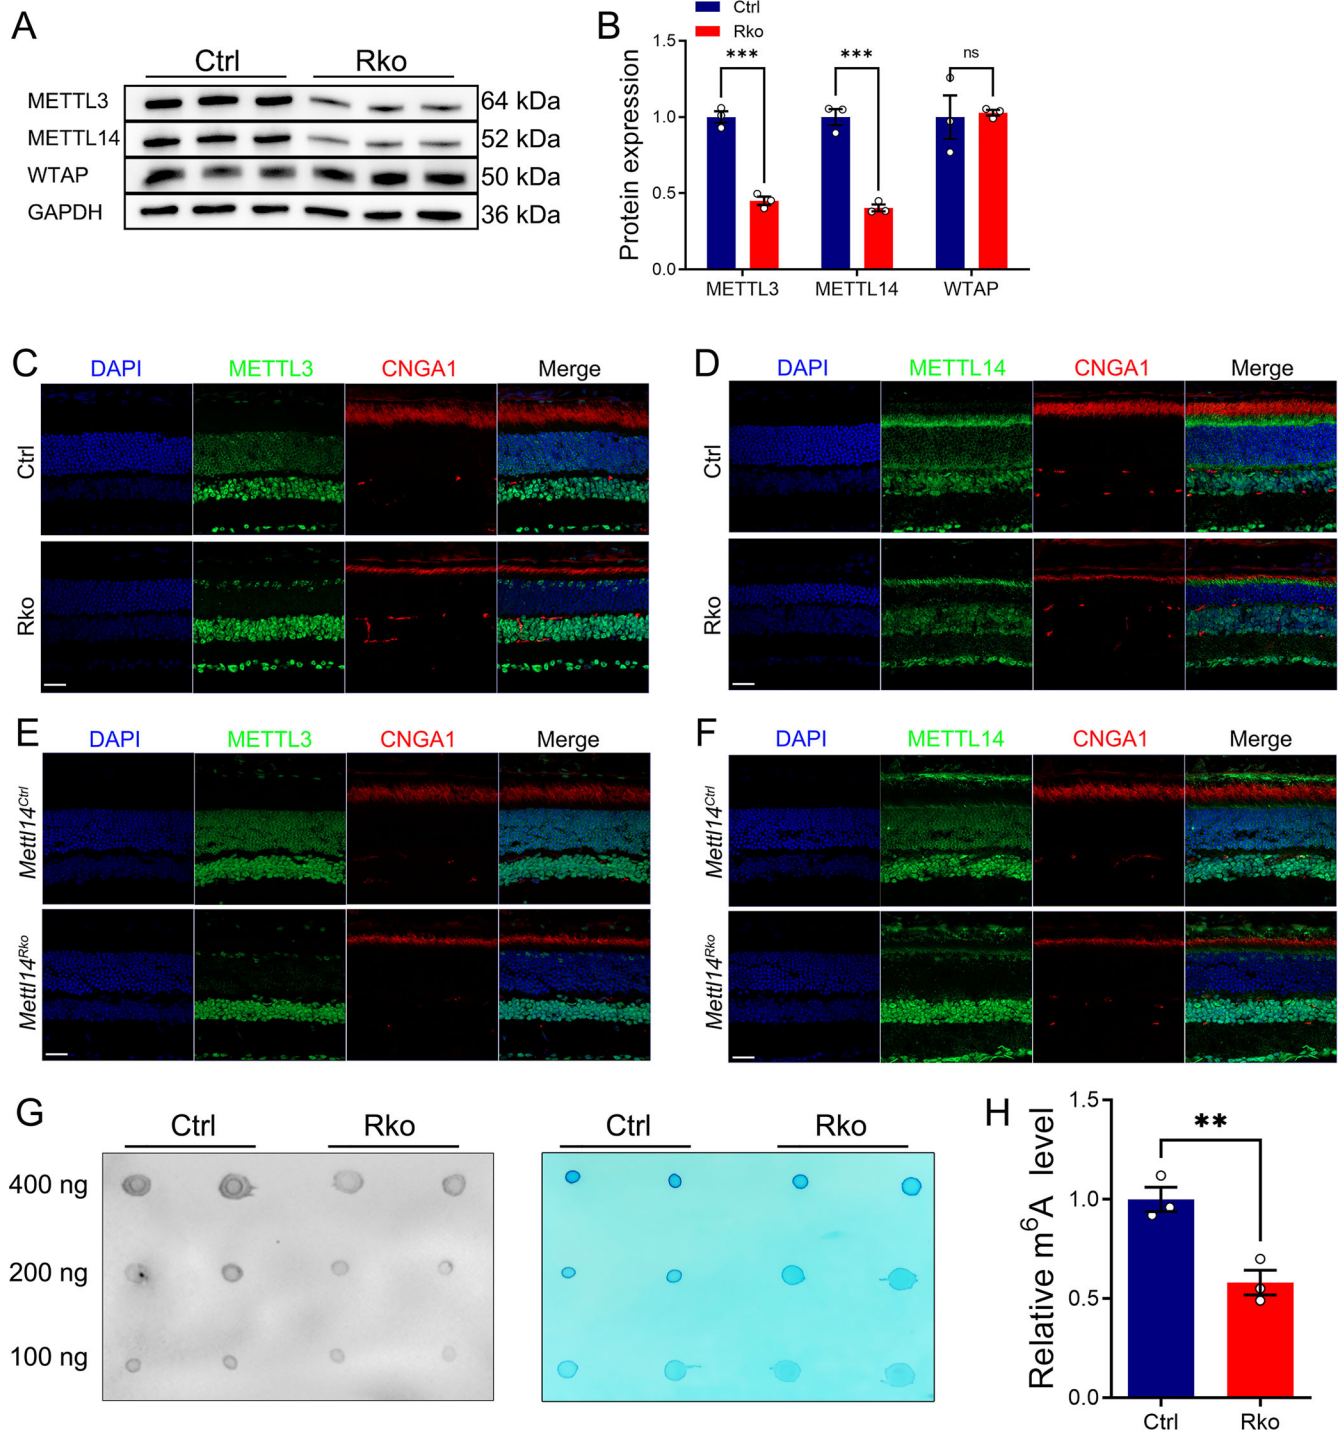 A
Ctrl Rko
METTL3 64 kDa
METTL14 52 kDa
WTAP 50 kDa
GAPDH 36 kDa
B
Ctrl
Rko
Protein expression
1.5
1.0
0.5
0.0
*** *** ns
METTL3 METTL14 WTAP
C
DAPI METTL3 CNGA1 Merge
Ctrl
Rko
D
DAPI METTL14 CNGA1 Merge
Ctrl
Rko
E
DAPI METTL3 CNGA1 Merge
Mettl14Ctrl
Mettl14Rko
F
DAPI METTL14 CNGA1 Merge
Mettl14Ctrl
Mettl14Rko
G
Ctrl Rko Ctrl Rko
400 ng
200 ng
100 ng
H
Relative m6A level
1.5
1.0
0.5
0.0
**
Ctrl Rko